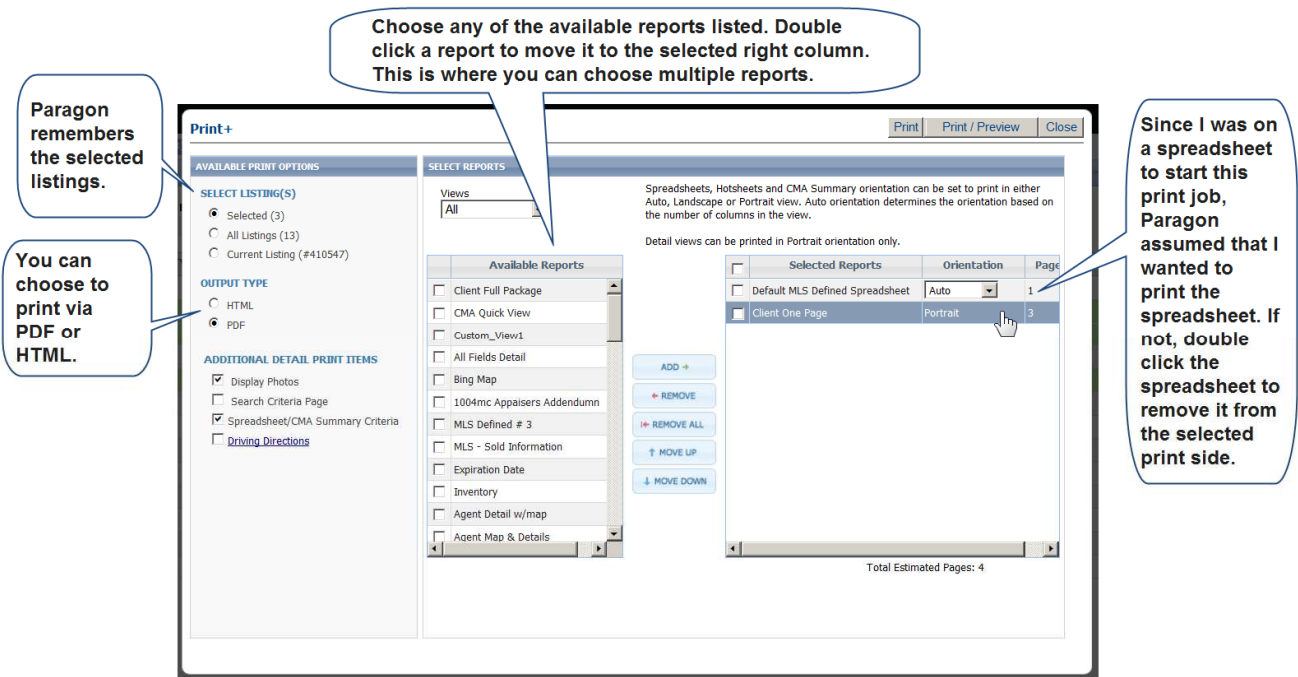 Choose any of the available reports listed. Double
click a report to move it to the selected right column.
This is where you can choose multiple reports.
Paragon
remembers
the selected
listings.
You can
choose to
print via
PDF or
HTML.
Print+
Print
Print / Preview
Close
AVAILABLE PRINT OPTIONS
SELECT LISTING(S)
Selected (3)
All Listings (13)
Current Listing (#410547)
OUTPUT TYPE
HTML
PDF
ADDITIONAL DETAIL PRINT ITEMS
Display Photos
Search Criteria Page
Spreadsheet/CMA Summary Criteria
Driving Directions
SELECT REPORTS
Views
All
Spreadsheets, Hotsheets and CMA Summary orientation can be set to print in either
Auto, Landscape or Portrait view. Auto orientation determines the orientation based on
the number of columns in the view.
Detail views can be printed in Portrait orientation only.
Available Reports
Client Full Package
CMA Quick View
Custom_View1
All Fields Detail
Bing Map
1004mc Appaisers Addendumn
MLS Defined # 3
MLS - Sold Information
Expiration Date
Inventory
Agent Detail w/map
Agent Map & Details
ADD
REMOVE
REMOVE ALL
MOVE UP
MOVE DOWN
Selected Reports Orientation Page
Default MLS Defined Spreadsheet Auto 1
Client One Page Portrait 3
Total Estimated Pages: 4
Since I was on
a spreadsheet
to start this
print job,
Paragon
assumed that I
wanted to
print the
spreadsheet. If
not, double
click the
spreadsheet to
remove it from
the selected
print side.